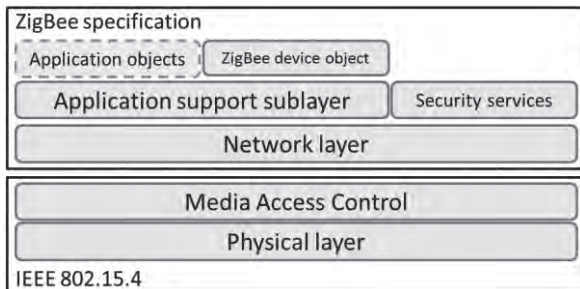 ZigBee specification
Application objects
ZigBee device object
Application support sublayer
Security services
Network layer
Media Access Control
Physical layer
IEEE 802.15.4